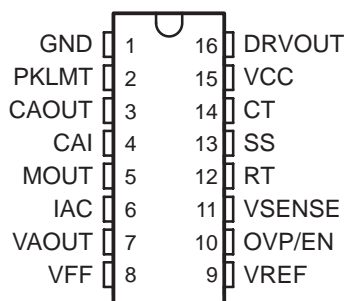 GND 1 16 DRVOUT
PKLMT 2 15 VCC
CAOUT 3 14 CT
CAI 4 13 SS
MOUT 5 12 RT
IAC 6 11 VSENSE
VAOUT 7 10 OVP/EN
VFF 8 9 VREF